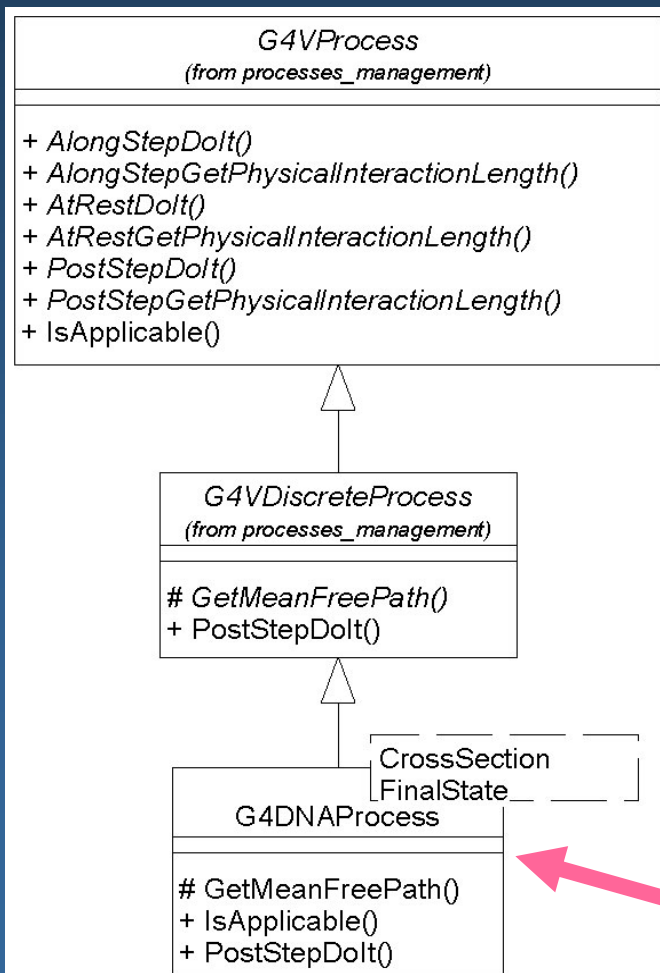 G4VProcess
(from processes_management)
+ AlongStepDoIt()
+ AlongStepGetPhysicalInteractionLength()
+ AtRestDoIt()
+ AtRestGetPhysicalInteractionLength()
+ PostStepDoIt()
+ PostStepGetPhysicalInteractionLength()
+ IsApplicable()
G4VDiscreteProcess
(from processes_management)
# GetMeanFreePath()
+ PostStepDoIt()
CrossSection
FinalState
G4DNAProcess
# GetMeanFreePath()
+ IsApplicable()
+ PostStepDoIt()